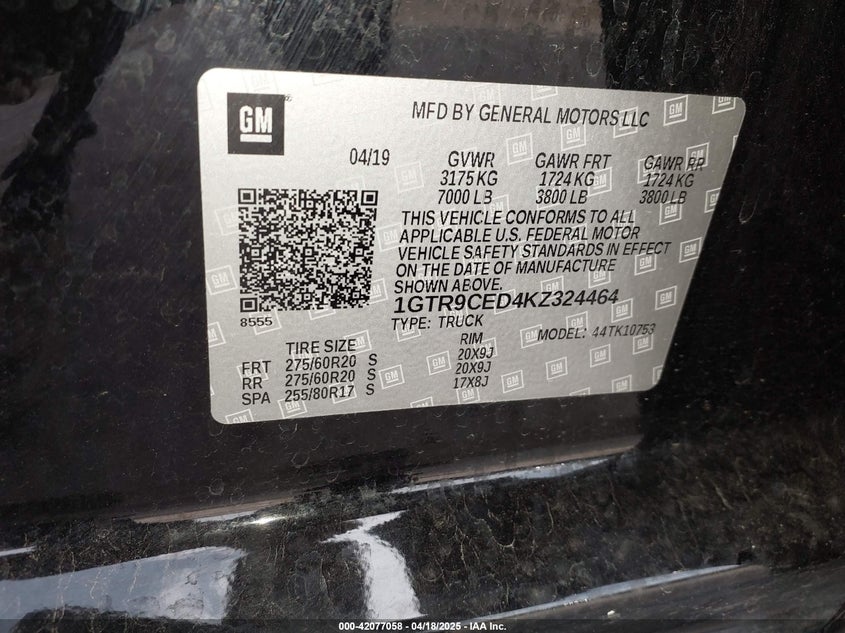 GM
MFD BY GENERAL MOTORS LLC
04/19 GVWR GAWR FRT GAWR RR
3175 KG 1724 KG 1724 KG
7000 LB 3800 LB 3800 LB
THIS VEHICLE CONFORMS TO ALL
APPLICABLE U.S. FEDERAL MOTOR
VEHICLE SAFETY STANDARDS IN EFFECT
ON THE DATE OF MANUFACTURE
SHOWN ABOVE.
1GTR9CED4KZ324464
8555
TYPE: TRUCK MODEL: 44TK10753
TIRE SIZE RIM
FRT 275/60R20 S 20X9J
RR 275/60R20 S 20X9J
SPA 255/80R17 S 17X8J
000-42077058 - 04/18/2025 - IAA Inc.